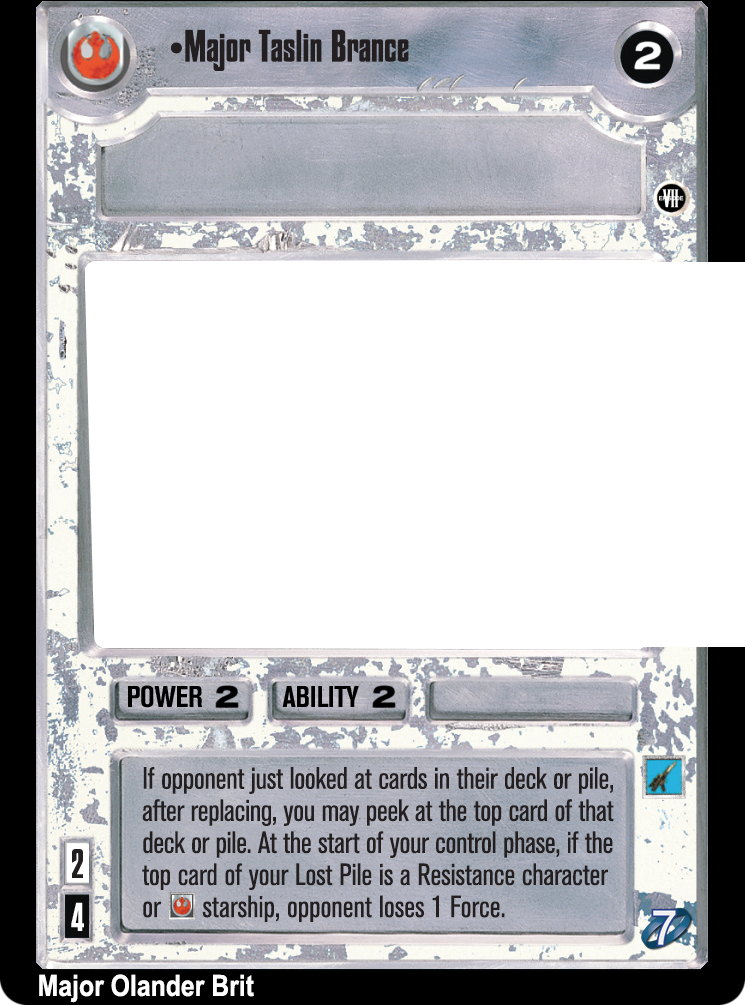 •Major Taslin Brance
2
EPISODE
VII
POWER 2
ABILITY 2
If opponent just looked at cards in their deck or pile,
after replacing, you may peek at the top card of that
deck or pile. At the start of your control phase, if the
top card of your Lost Pile is a Resistance character
or starship, opponent loses 1 Force.
2
4
7
Major Olander Brit